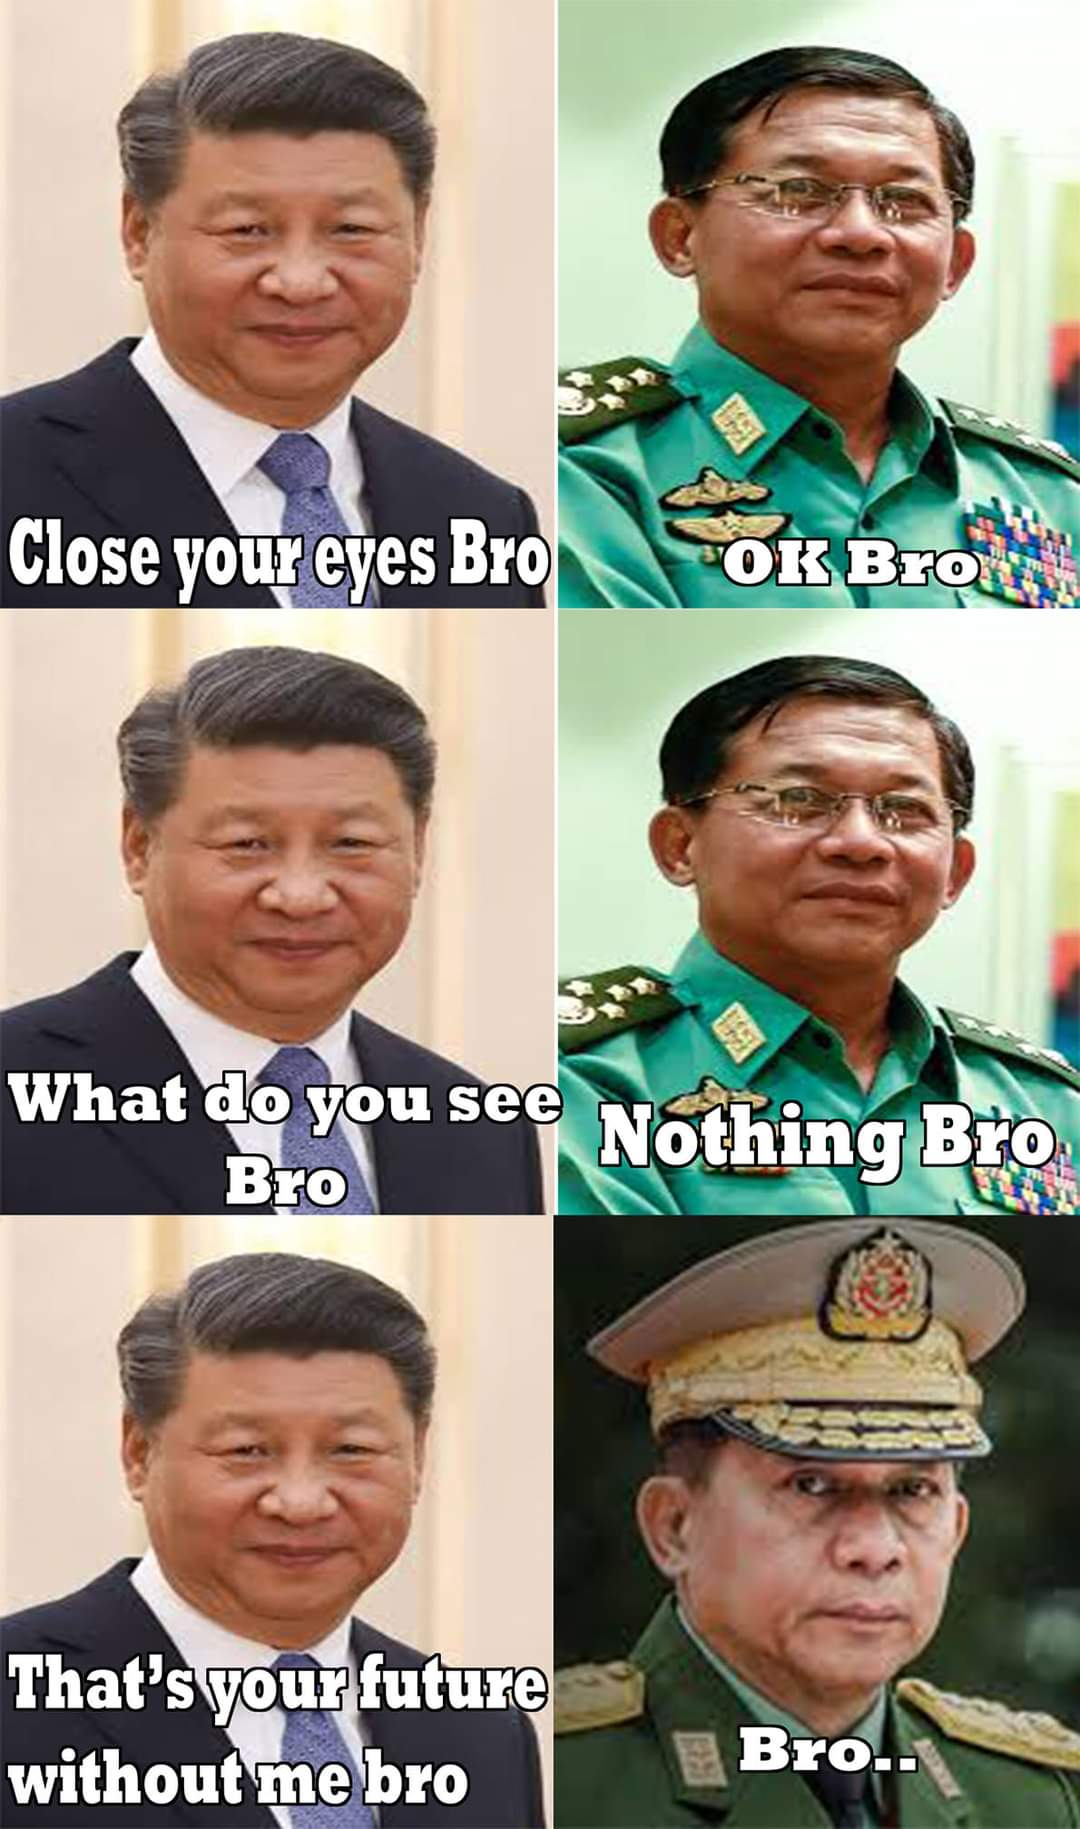 Close your eyes Bro
OK Bro
What do you see
Bro
Nothing Bro
That's your future
without me bro
Bro..